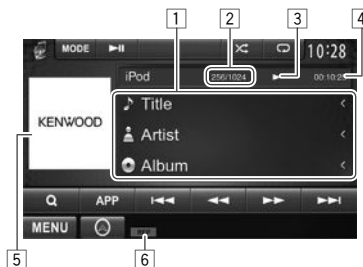 1 2 3 4
MODE 10:28
iPod 256/1024 00:10:25
KENWOOD
Title
Artist
Album
APP
MENU
5 6